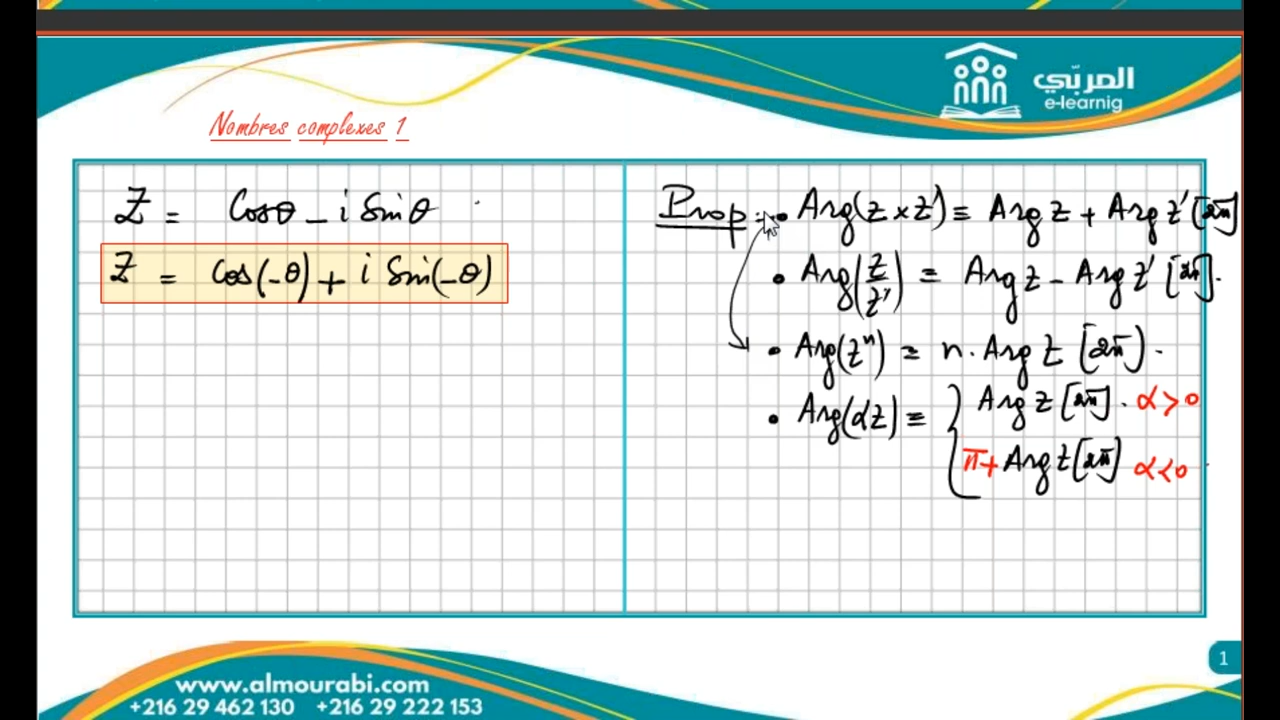 المربّي
e-learnig
Nombres complexes 1
Z = Cosθ - i Sinθ
Z = Cos(-θ) + i Sin(-θ)
Prop : • Arg(z × z') ≡ Arg z + Arg z' [2π]
• Arg(z/z') ≡ Arg z - Arg z' [2π].
• Arg(zⁿ) ≡ n. Arg z [2π].
• Arg(αz) ≡ { Arg z [2π]. α > 0
π + Arg z [2π] α < 0
1
www.almourabi.com
+216 29 462 130 +216 29 222 153